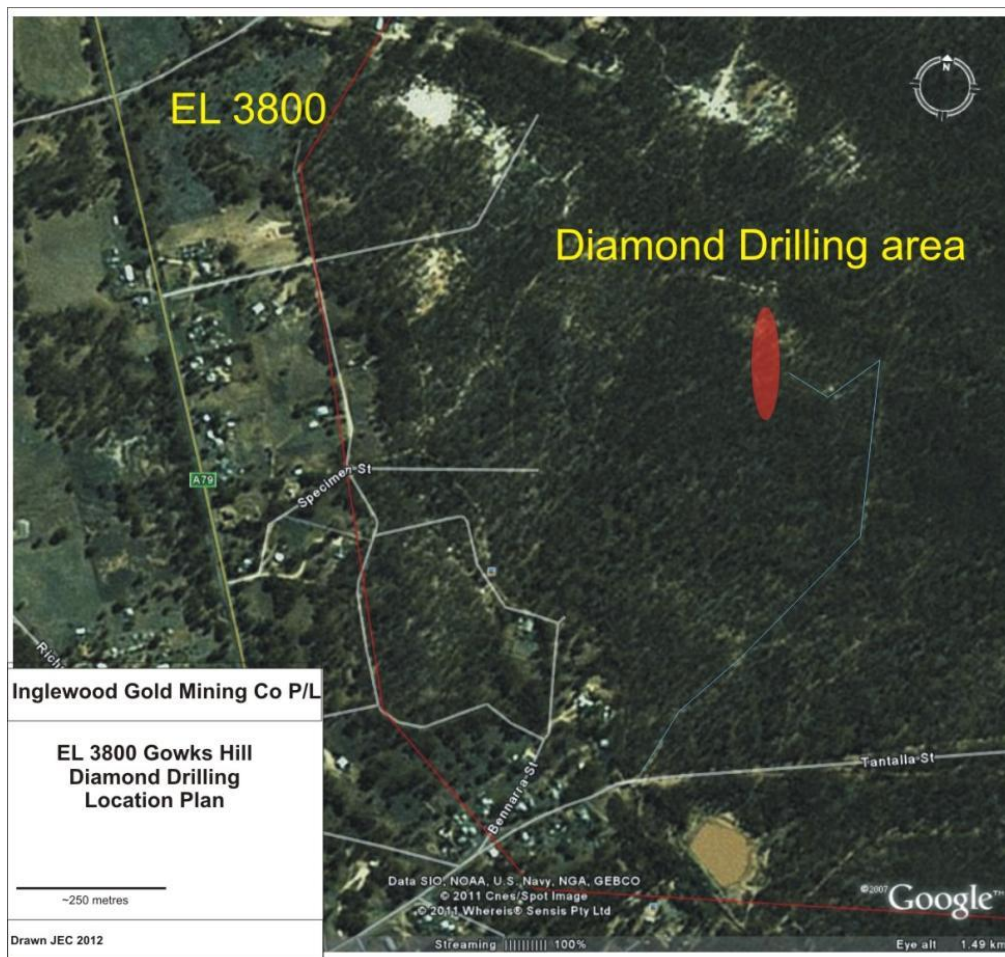 EL 3800
N
Diamond Drilling area
A79
Specimen St
Inglewood Gold Mining Co P/L
EL 3800 Gowks Hill
Diamond Drilling
Location Plan
~250 metres
Drawn JEC 2012
Bennarra St
Tantalla St
Data SIO, NOAA, U.S. Navy, NGA, GEBCO
© 2011 Cnes/Spot Image
© 2011 Whereis® Sensis Pty Ltd
©2007 Google™
Streaming |||||||||| 100%
Eye alt 1.49 km